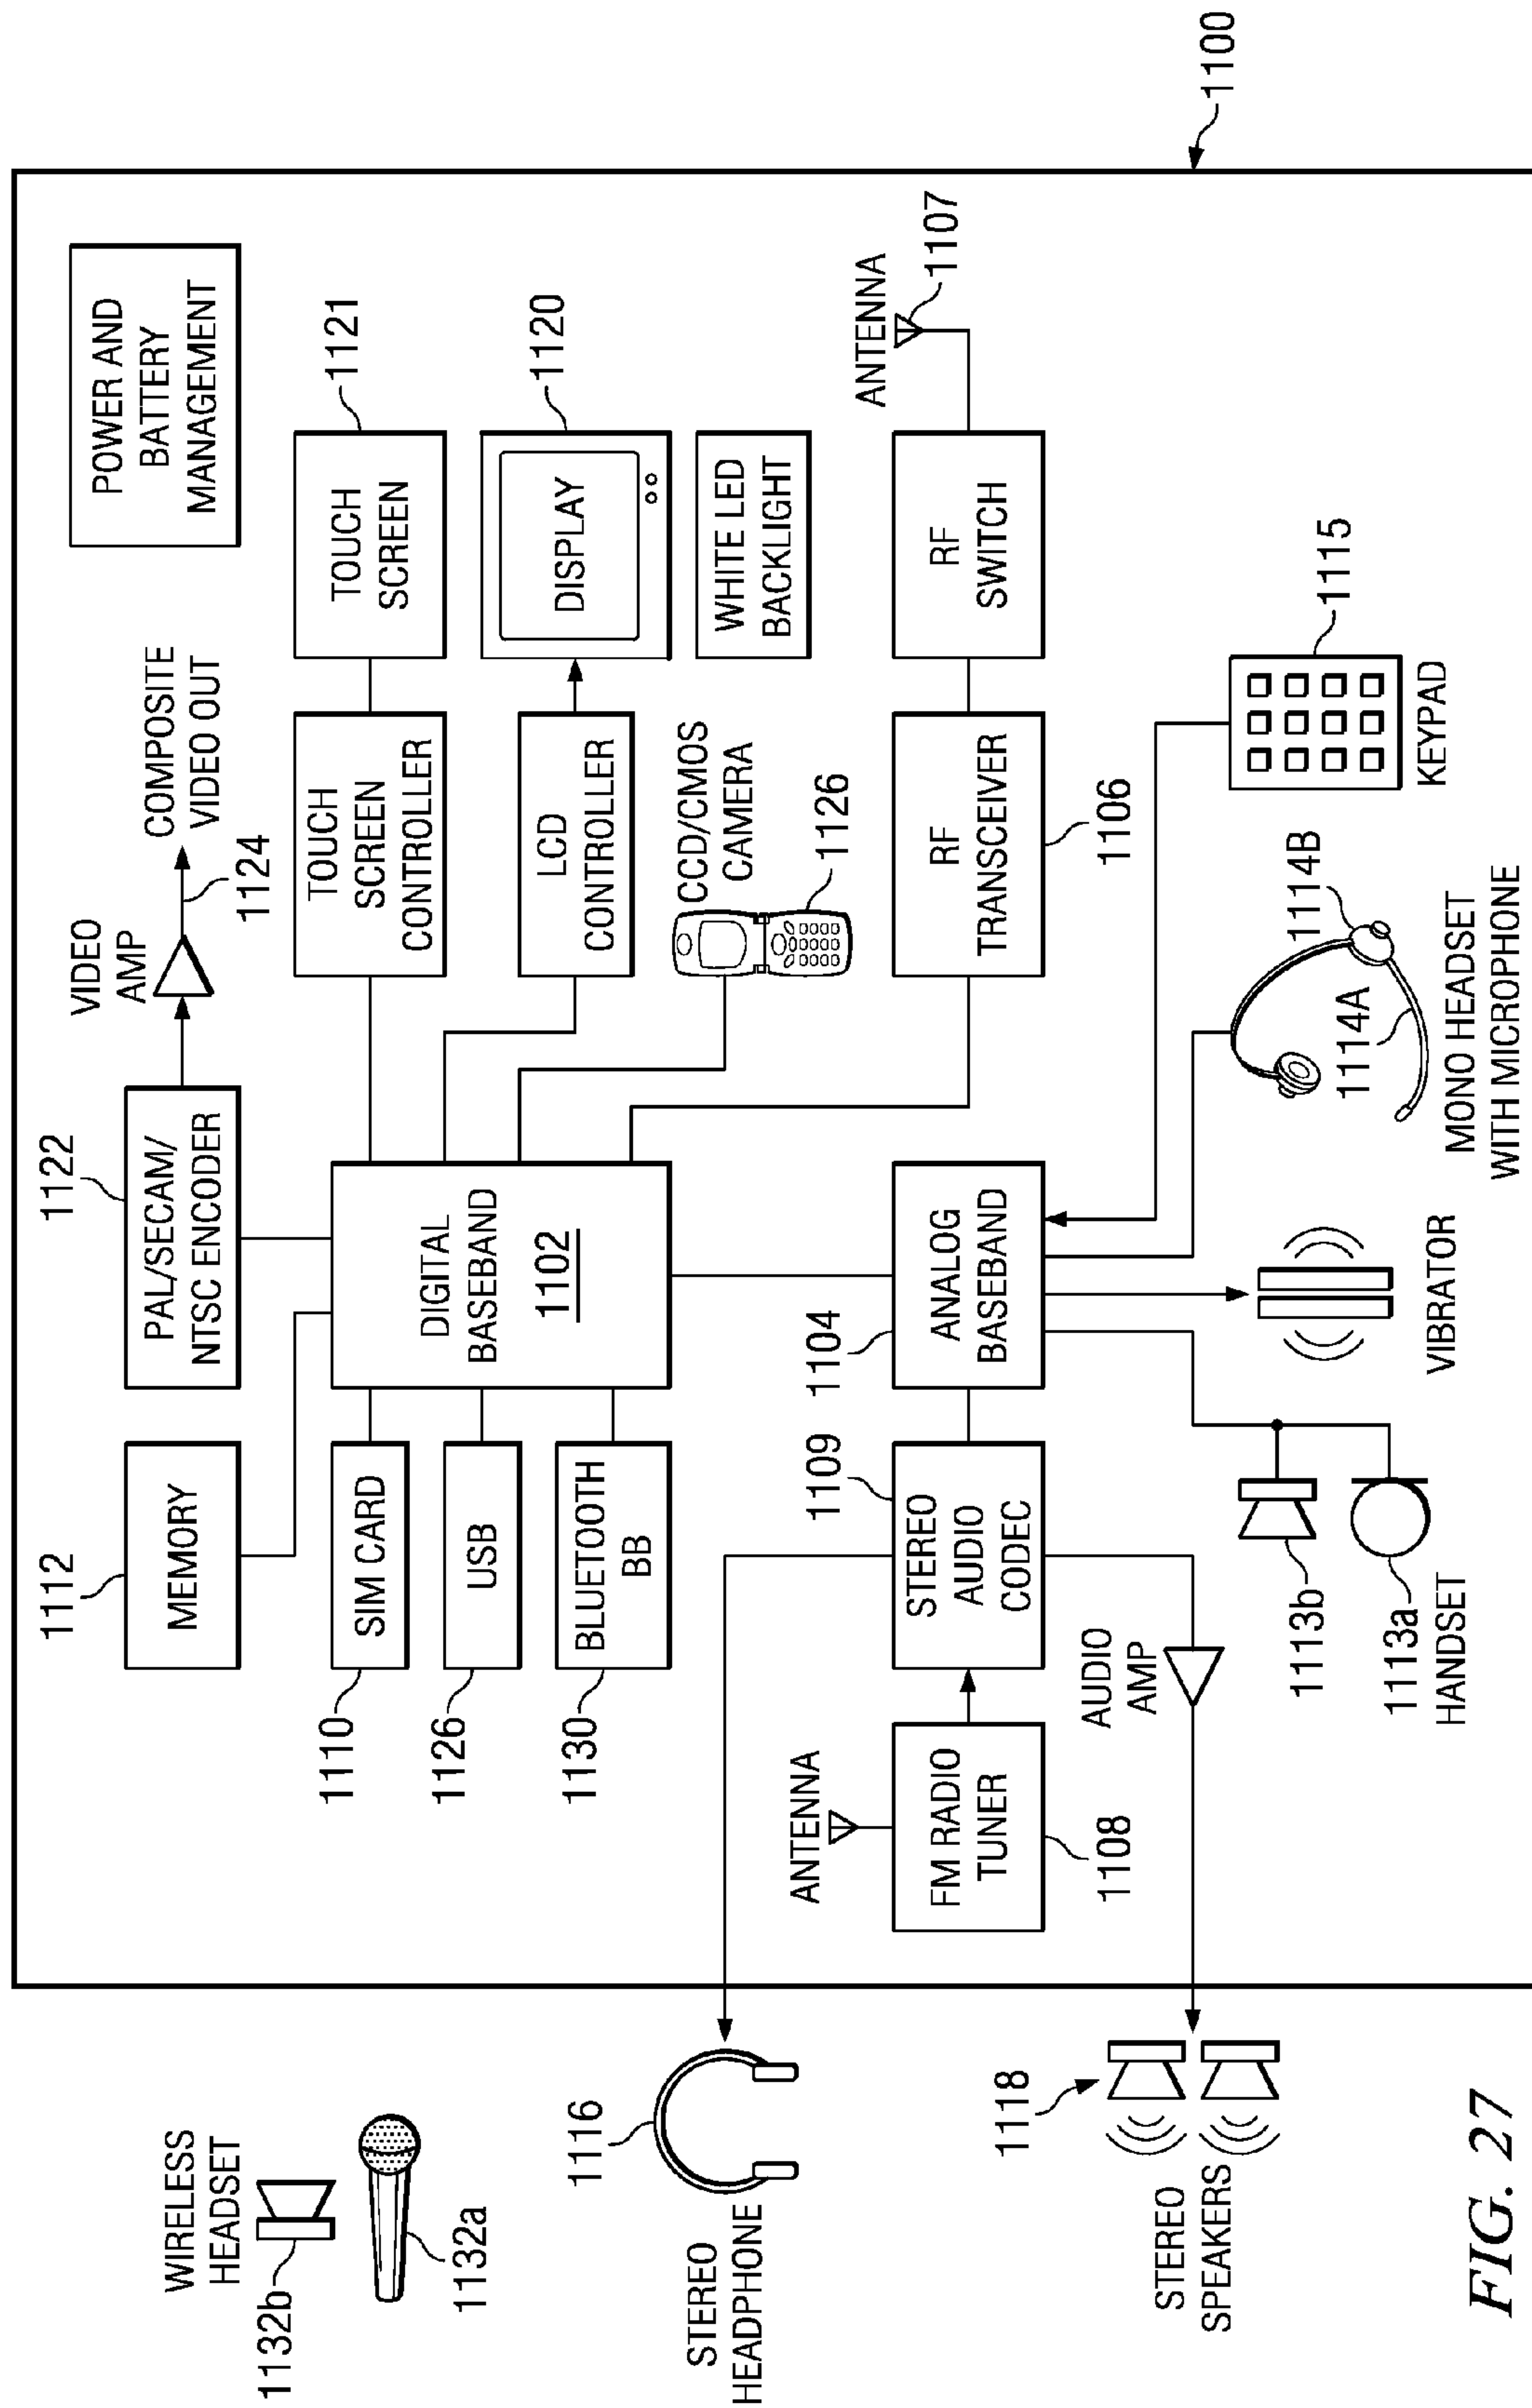 1112
MEMORY
1122
PAL/SECAM/
NTSC ENCODER
VIDEO
AMP
1124
COMPOSITE
VIDEO OUT
POWER AND
BATTERY
MANAGEMENT
WIRELESS
HEADSET
1132b
1132a
1110
SIM CARD
1126
USB
1130
BLUETOOTH
BB
DIGITAL
BASEBAND
1102
TOUCH
SCREEN
CONTROLLER
TOUCH
SCREEN
1121
LCD
CONTROLLER
DISPLAY
1120
CCD/CMOS
CAMERA
1126
WHITE LED
BACKLIGHT
1116
STEREO
HEADPHONE
ANTENNA
FM RADIO
TUNER
1108
1109
STEREO
AUDIO
CODEC
1104
ANALOG
BASEBAND
RF
TRANSCEIVER
1106
RF
SWITCH
ANTENNA
1107
1100
1118
STEREO
SPEAKERS
AUDIO
AMP
1113b
1113a
HANDSET
VIBRATOR
1114A
1114B
MONO HEADSET
WITH MICROPHONE
1115
KEYPAD
FIG. 27